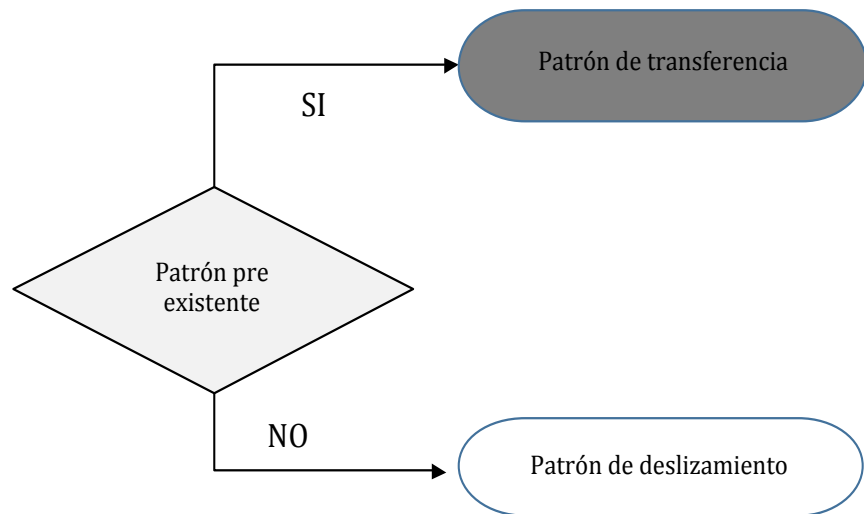 Patrón de transferencia
SI
Patrón pre
existente
NO
Patrón de deslizamiento